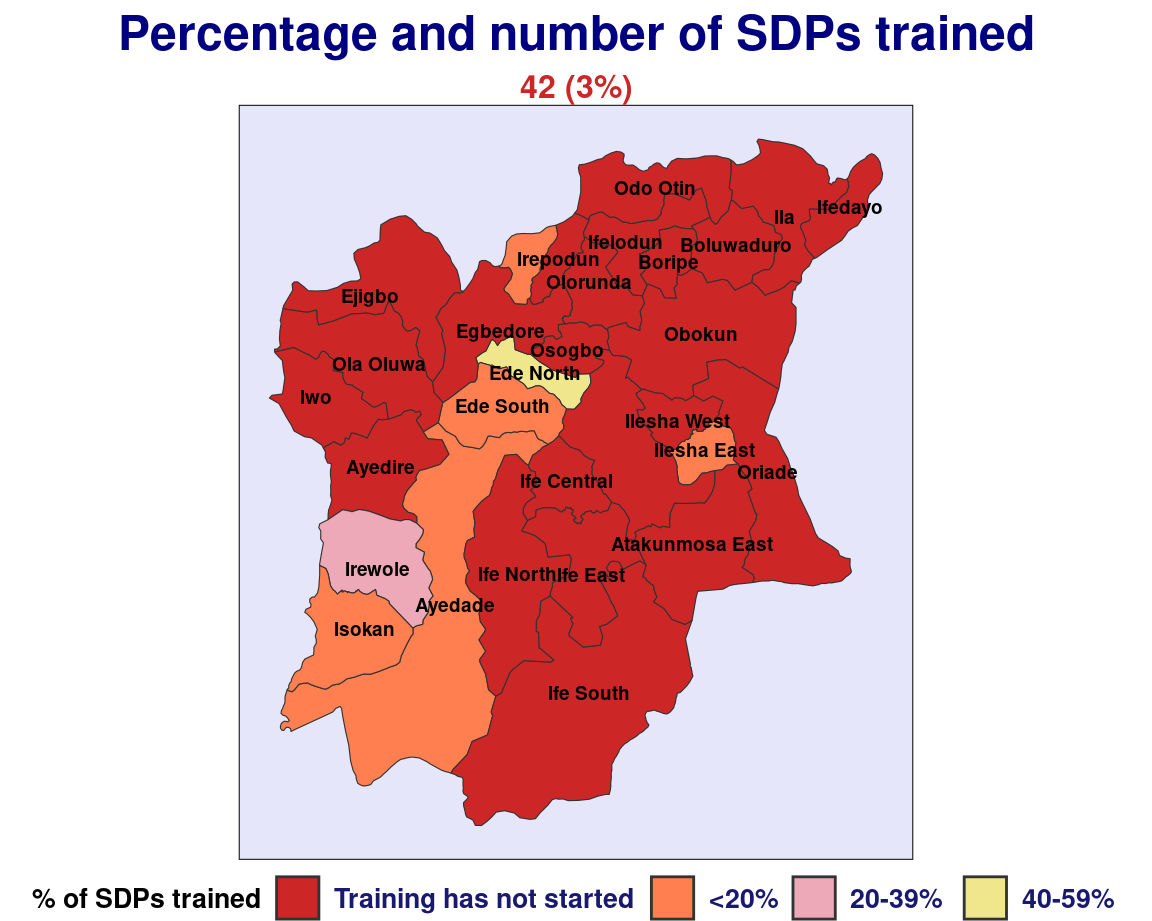 Percentage and number of SDPs trained
42 (3%)
Odo Otin
Ifedayo
Ila
Ifelodun
Boluwaduro
Irepodun
Boripe
Olorunda
Ejigbo
Egbedore
Obokun
Osogbo
Ola Oluwa
Ede North
Iwo
Ede South
Ilesha West
Ilesha East
Ayedire
Oriade
Ife Central
Atakunmosa East
Irewole
Ife North
Ife East
Ayedade
Isokan
Ife South
% of SDPs trained Training has not started <20% 20-39% 40-59%